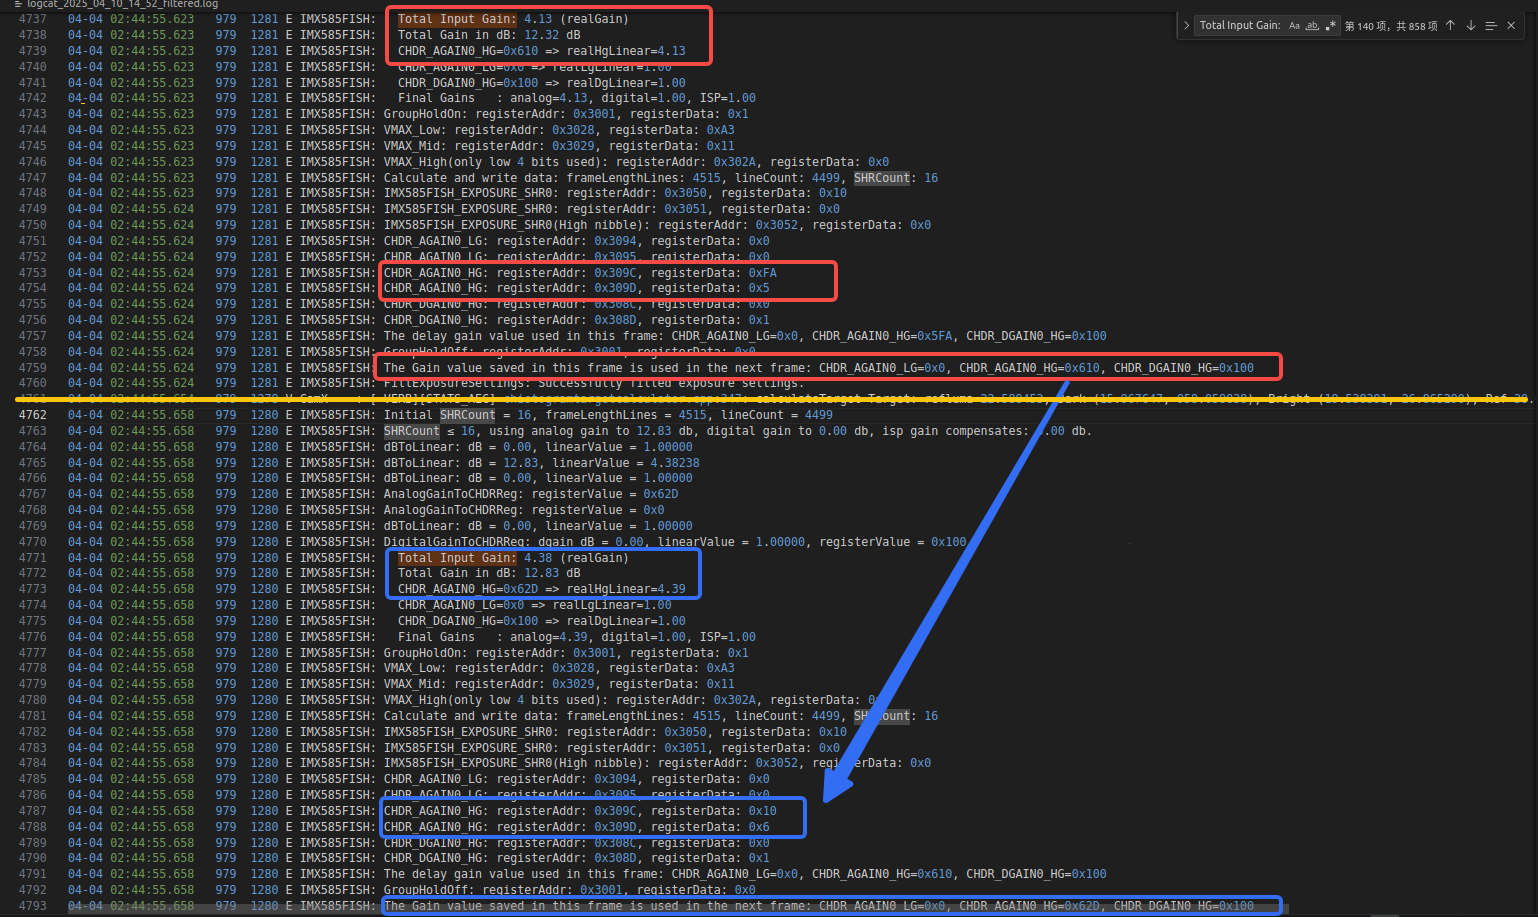 logcat_2025_04_10_14_52_filtered.log
Total Input Gain: Aa ab .* 第 140 项，共 858 项
4737 04-04 02:44:55.623 979 1281 E IMX585FISH: Total Input Gain: 4.13 (realGain)
4738 04-04 02:44:55.623 979 1281 E IMX585FISH: Total Gain in dB: 12.32 dB
4739 04-04 02:44:55.623 979 1281 E IMX585FISH: CHDR_AGAIN0_HG=0x610 => realHgLinear=4.13
4740 04-04 02:44:55.623 979 1281 E IMX585FISH: CHDR_AGAIN0_LG=0x0 => realLgLinear=1.00
4741 04-04 02:44:55.623 979 1281 E IMX585FISH: CHDR_DGAIN0_HG=0x100 => realDgLinear=1.00
4742 04-04 02:44:55.623 979 1281 E IMX585FISH: Final Gains : analog=4.13, digital=1.00, ISP=1.00
4743 04-04 02:44:55.623 979 1281 E IMX585FISH: GroupHoldOn: registerAddr: 0x3001, registerData: 0x1
4744 04-04 02:44:55.623 979 1281 E IMX585FISH: VMAX_Low: registerAddr: 0x3028, registerData: 0xA3
4745 04-04 02:44:55.623 979 1281 E IMX585FISH: VMAX_Mid: registerAddr: 0x3029, registerData: 0x11
4746 04-04 02:44:55.623 979 1281 E IMX585FISH: VMAX_High(only low 4 bits used): registerAddr: 0x302A, registerData: 0x0
4747 04-04 02:44:55.623 979 1281 E IMX585FISH: Calculate and write data: frameLengthLines: 4515, lineCount: 4499, SHRCount: 16
4748 04-04 02:44:55.623 979 1281 E IMX585FISH: IMX585FISH_EXPOSURE_SHR0: registerAddr: 0x3050, registerData: 0x10
4749 04-04 02:44:55.624 979 1281 E IMX585FISH: IMX585FISH_EXPOSURE_SHR0: registerAddr: 0x3051, registerData: 0x0
4750 04-04 02:44:55.624 979 1281 E IMX585FISH: IMX585FISH_EXPOSURE_SHR0(High nibble): registerAddr: 0x3052, registerData: 0x0
4751 04-04 02:44:55.624 979 1281 E IMX585FISH: CHDR_AGAIN0_LG: registerAddr: 0x3094, registerData: 0x0
4752 04-04 02:44:55.624 979 1281 E IMX585FISH: CHDR_AGAIN0_LG: registerAddr: 0x3095, registerData: 0x0
4753 04-04 02:44:55.624 979 1281 E IMX585FISH: CHDR_AGAIN0_HG: registerAddr: 0x309C, registerData: 0xFA
4754 04-04 02:44:55.624 979 1281 E IMX585FISH: CHDR_AGAIN0_HG: registerAddr: 0x309D, registerData: 0x5
4755 04-04 02:44:55.624 979 1281 E IMX585FISH: CHDR_DGAIN0_HG: registerAddr: 0x308C, registerData: 0x0
4756 04-04 02:44:55.624 979 1281 E IMX585FISH: CHDR_DGAIN0_HG: registerAddr: 0x308D, registerData: 0x1
4757 04-04 02:44:55.624 979 1281 E IMX585FISH: The delay gain value used in this frame: CHDR_AGAIN0_LG=0x0, CHDR_AGAIN0_HG=0x5FA, CHDR_DGAIN0_HG=0x100
4758 04-04 02:44:55.624 979 1281 E IMX585FISH: GroupHoldOff: registerAddr: 0x3001, registerData: 0x0
4759 04-04 02:44:55.624 979 1281 E IMX585FISH: The Gain value saved in this frame is used in the next frame: CHDR_AGAIN0_LG=0x0, CHDR_AGAIN0_HG=0x610, CHDR_DGAIN0_HG=0x100
4760 04-04 02:44:55.624 979 1281 E IMX585FISH: FillExposureSettings: Successfully filled exposure settings.
4762 04-04 02:44:55.658 979 1280 E IMX585FISH: Initial SHRCount = 16, frameLengthLines = 4515, lineCount = 4499
4763 04-04 02:44:55.658 979 1280 E IMX585FISH: SHRCount ≤ 16, using analog gain to 12.83 db, digital gain to 0.00 db, isp gain compensates: .00 db.
4764 04-04 02:44:55.658 979 1280 E IMX585FISH: dBToLinear: dB = 0.00, linearValue = 1.00000
4765 04-04 02:44:55.658 979 1280 E IMX585FISH: dBToLinear: dB = 12.83, linearValue = 4.38238
4766 04-04 02:44:55.658 979 1280 E IMX585FISH: dBToLinear: dB = 0.00, linearValue = 1.00000
4767 04-04 02:44:55.658 979 1280 E IMX585FISH: AnalogGainToCHDRReg: registerValue = 0x62D
4768 04-04 02:44:55.658 979 1280 E IMX585FISH: AnalogGainToCHDRReg: registerValue = 0x0
4769 04-04 02:44:55.658 979 1280 E IMX585FISH: dBToLinear: dB = 0.00, linearValue = 1.00000
4770 04-04 02:44:55.658 979 1280 E IMX585FISH: DigitalGainToCHDRReg: dgain dB = 0.00, linearValue = 1.00000, registerValue = 0x100
4771 04-04 02:44:55.658 979 1280 E IMX585FISH: Total Input Gain: 4.38 (realGain)
4772 04-04 02:44:55.658 979 1280 E IMX585FISH: Total Gain in dB: 12.83 dB
4773 04-04 02:44:55.658 979 1280 E IMX585FISH: CHDR_AGAIN0_HG=0x62D => realHgLinear=4.39
4774 04-04 02:44:55.658 979 1280 E IMX585FISH: CHDR_AGAIN0_LG=0x0 => realLgLinear=1.00
4775 04-04 02:44:55.658 979 1280 E IMX585FISH: CHDR_DGAIN0_HG=0x100 => realDgLinear=1.00
4776 04-04 02:44:55.658 979 1280 E IMX585FISH: Final Gains : analog=4.39, digital=1.00, ISP=1.00
4777 04-04 02:44:55.658 979 1280 E IMX585FISH: GroupHoldOn: registerAddr: 0x3001, registerData: 0x1
4778 04-04 02:44:55.658 979 1280 E IMX585FISH: VMAX_Low: registerAddr: 0x3028, registerData: 0xA3
4779 04-04 02:44:55.658 979 1280 E IMX585FISH: VMAX_Mid: registerAddr: 0x3029, registerData: 0x11
4780 04-04 02:44:55.658 979 1280 E IMX585FISH: VMAX_High(only low 4 bits used): registerAddr: 0x302A, registerData:
4781 04-04 02:44:55.658 979 1280 E IMX585FISH: Calculate and write data: frameLengthLines: 4515, lineCount: 4499, SHRCount: 16
4782 04-04 02:44:55.658 979 1280 E IMX585FISH: IMX585FISH_EXPOSURE_SHR0: registerAddr: 0x3050, registerData: 0x10
4783 04-04 02:44:55.658 979 1280 E IMX585FISH: IMX585FISH_EXPOSURE_SHR0: registerAddr: 0x3051, registerData: 0x0
4784 04-04 02:44:55.658 979 1280 E IMX585FISH: IMX585FISH_EXPOSURE_SHR0(High nibble): registerAddr: 0x3052, registerData: 0x0
4785 04-04 02:44:55.658 979 1280 E IMX585FISH: CHDR_AGAIN0_LG: registerAddr: 0x3094, registerData: 0x0
4786 04-04 02:44:55.658 979 1280 E IMX585FISH: CHDR_AGAIN0_LG: registerAddr: 0x3095, registerData: 0x0
4787 04-04 02:44:55.658 979 1280 E IMX585FISH: CHDR_AGAIN0_HG: registerAddr: 0x309C, registerData: 0x10
4788 04-04 02:44:55.658 979 1280 E IMX585FISH: CHDR_AGAIN0_HG: registerAddr: 0x309D, registerData: 0x6
4789 04-04 02:44:55.658 979 1280 E IMX585FISH: CHDR_DGAIN0_HG: registerAddr: 0x308C, registerData: 0x0
4790 04-04 02:44:55.658 979 1280 E IMX585FISH: CHDR_DGAIN0_HG: registerAddr: 0x308D, registerData: 0x1
4791 04-04 02:44:55.658 979 1280 E IMX585FISH: The delay gain value used in this frame: CHDR_AGAIN0_LG=0x0, CHDR_AGAIN0_HG=0x610, CHDR_DGAIN0_HG=0x100
4792 04-04 02:44:55.658 979 1280 E IMX585FISH: GroupHoldOff: registerAddr: 0x3001, registerData: 0x0
4793 04-04 02:44:55.658 979 1280 E IMX585FISH: The Gain value saved in this frame is used in the next frame: CHDR_AGAIN0_LG=0x0, CHDR_AGAIN0_HG=0x62D, CHDR_DGAIN0_HG=0x100